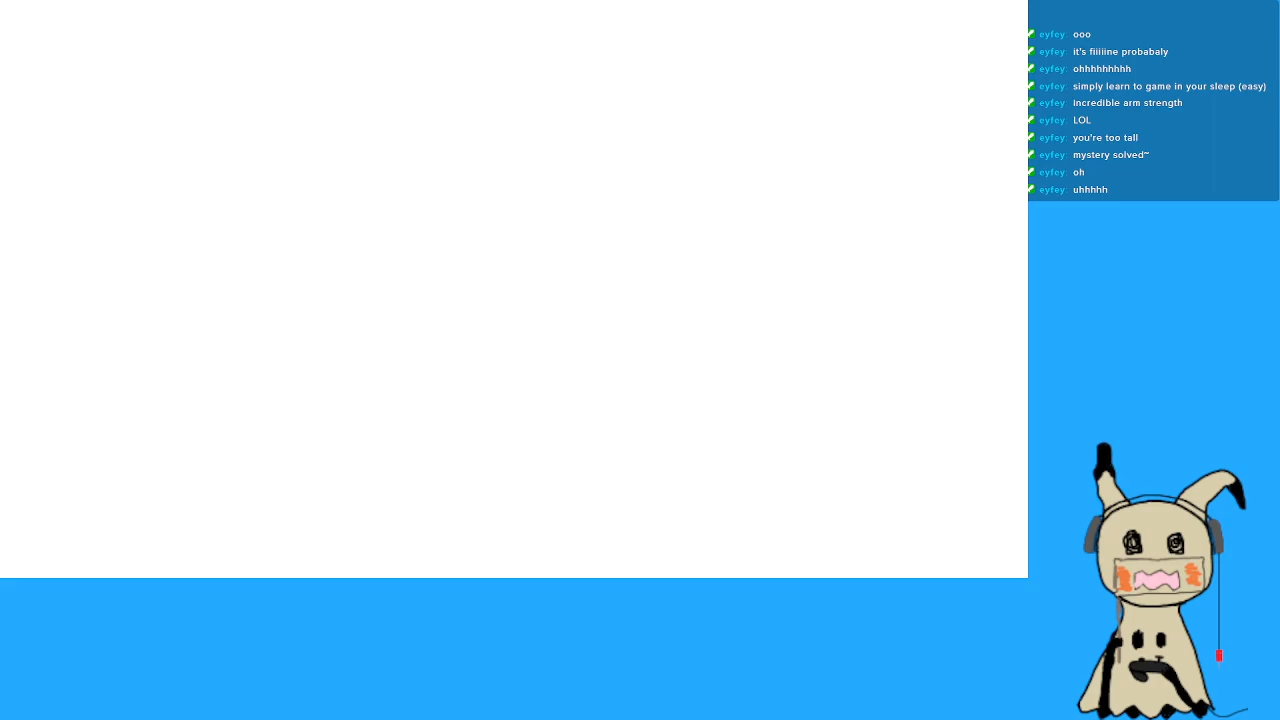 eyfey: ooo
eyfey: it's fiiiiine probabaly
eyfey: ohhhhhhhhh
eyfey: simply learn to game in your sleep (easy)
eyfey: incredible arm strength
eyfey: LOL
eyfey: you're too tall
eyfey: mystery solved~
eyfey: oh
eyfey: uhhhhh